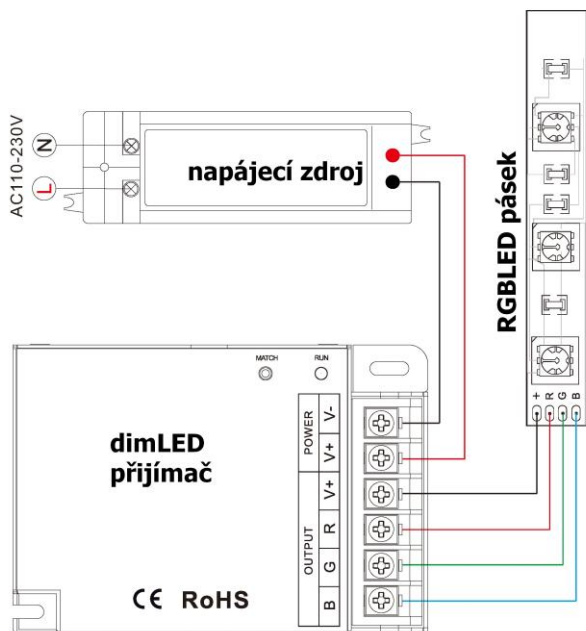 AC110-230V
N
L
napájecí zdroj
RGBLED pásek
+
R
G
B
MATCH
RUN
dimLED
přijímač
POWER
V-
V+
OUTPUT
V+
R
G
B
CE RoHS